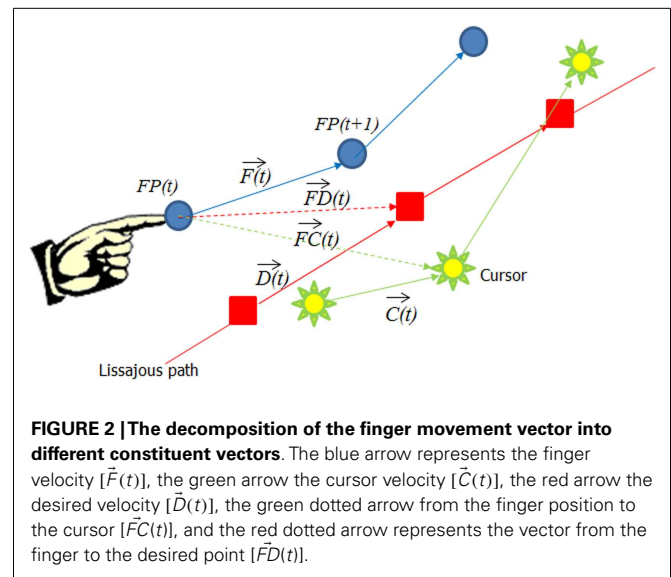 FP(t+1)
FP(t)
F(t)
FD(t)
FC(t)
D(t)
Cursor
C(t)
Lissajous path
FIGURE 2 | The decomposition of the finger movement vector into
different constituent vectors. The blue arrow represents the finger
velocity [F⃗(t)], the green arrow the cursor velocity [C⃗(t)], the red arrow the
desired velocity [D⃗(t)], the green dotted arrow from the finger position to
the cursor [FC⃗(t)], and the red dotted arrow represents the vector from the
finger to the desired point [FD⃗(t)].